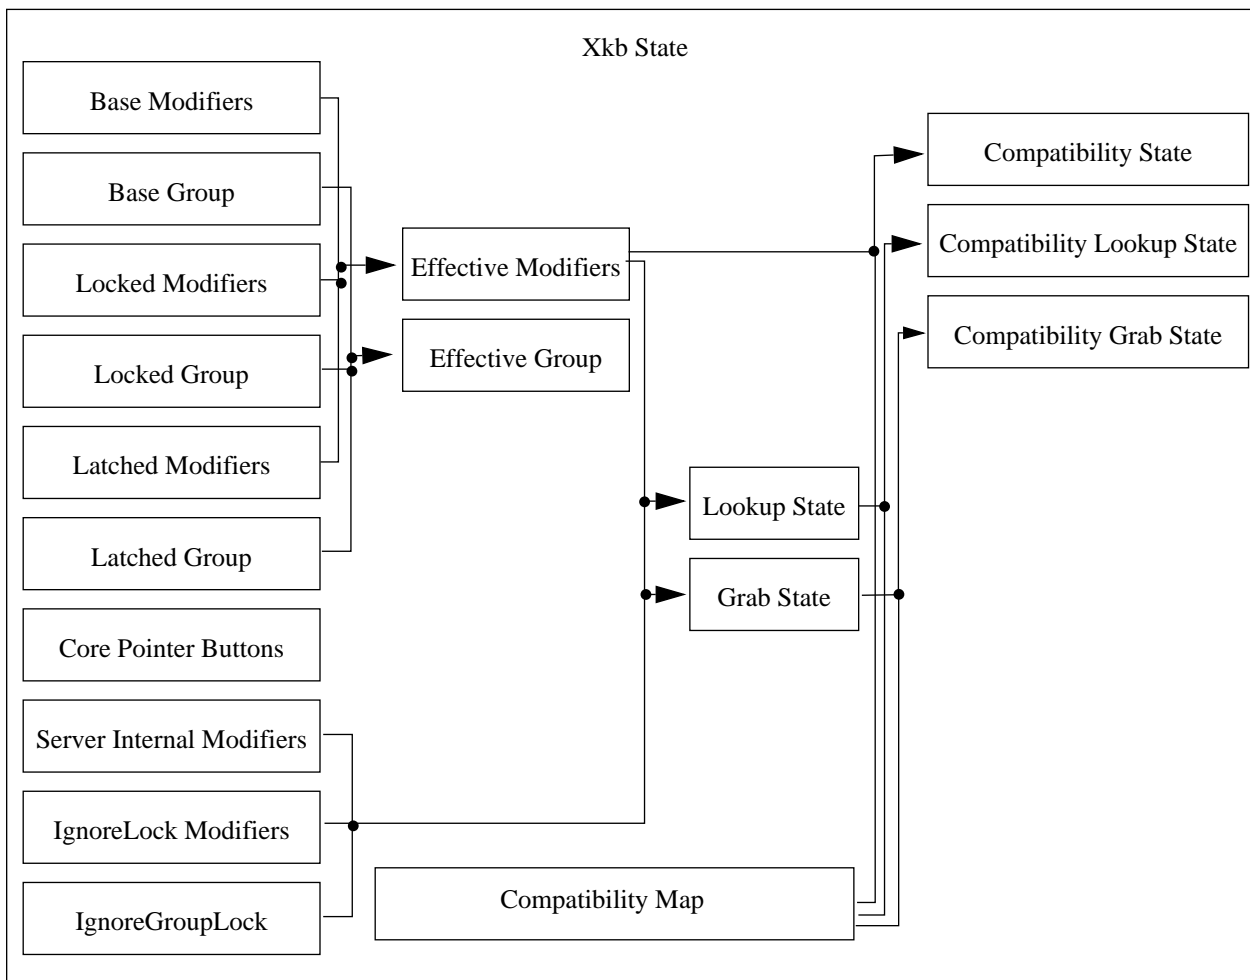 Xkb State
Base Modifiers
Base Group
Locked Modifiers
Locked Group
Latched Modifiers
Latched Group
Core Pointer Buttons
Server Internal Modifiers
IgnoreLock Modifiers
IgnoreGroupLock
Effective Modifiers
Effective Group
Lookup State
Grab State
Compatibility Map
Compatibility State
Compatibility Lookup State
Compatibility Grab State